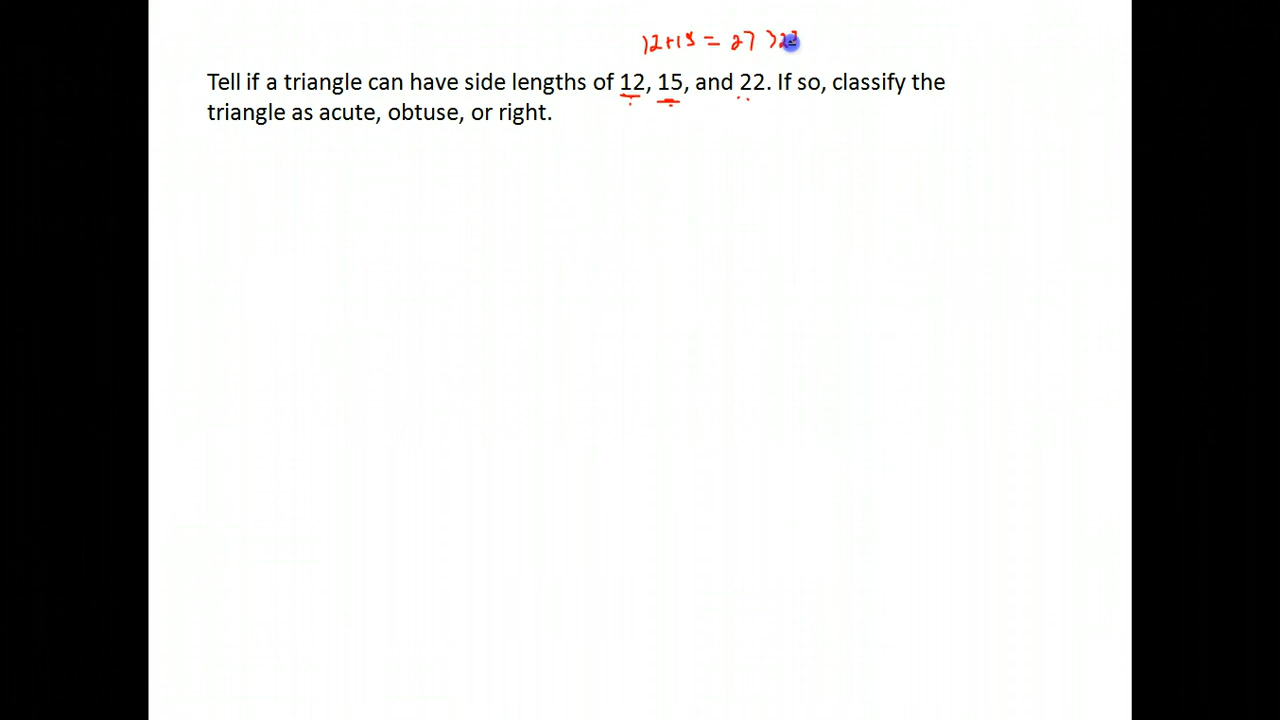 12+15 = 27 > 22
Tell if a triangle can have side lengths of 12, 15, and 22. If so, classify the
triangle as acute, obtuse, or right.